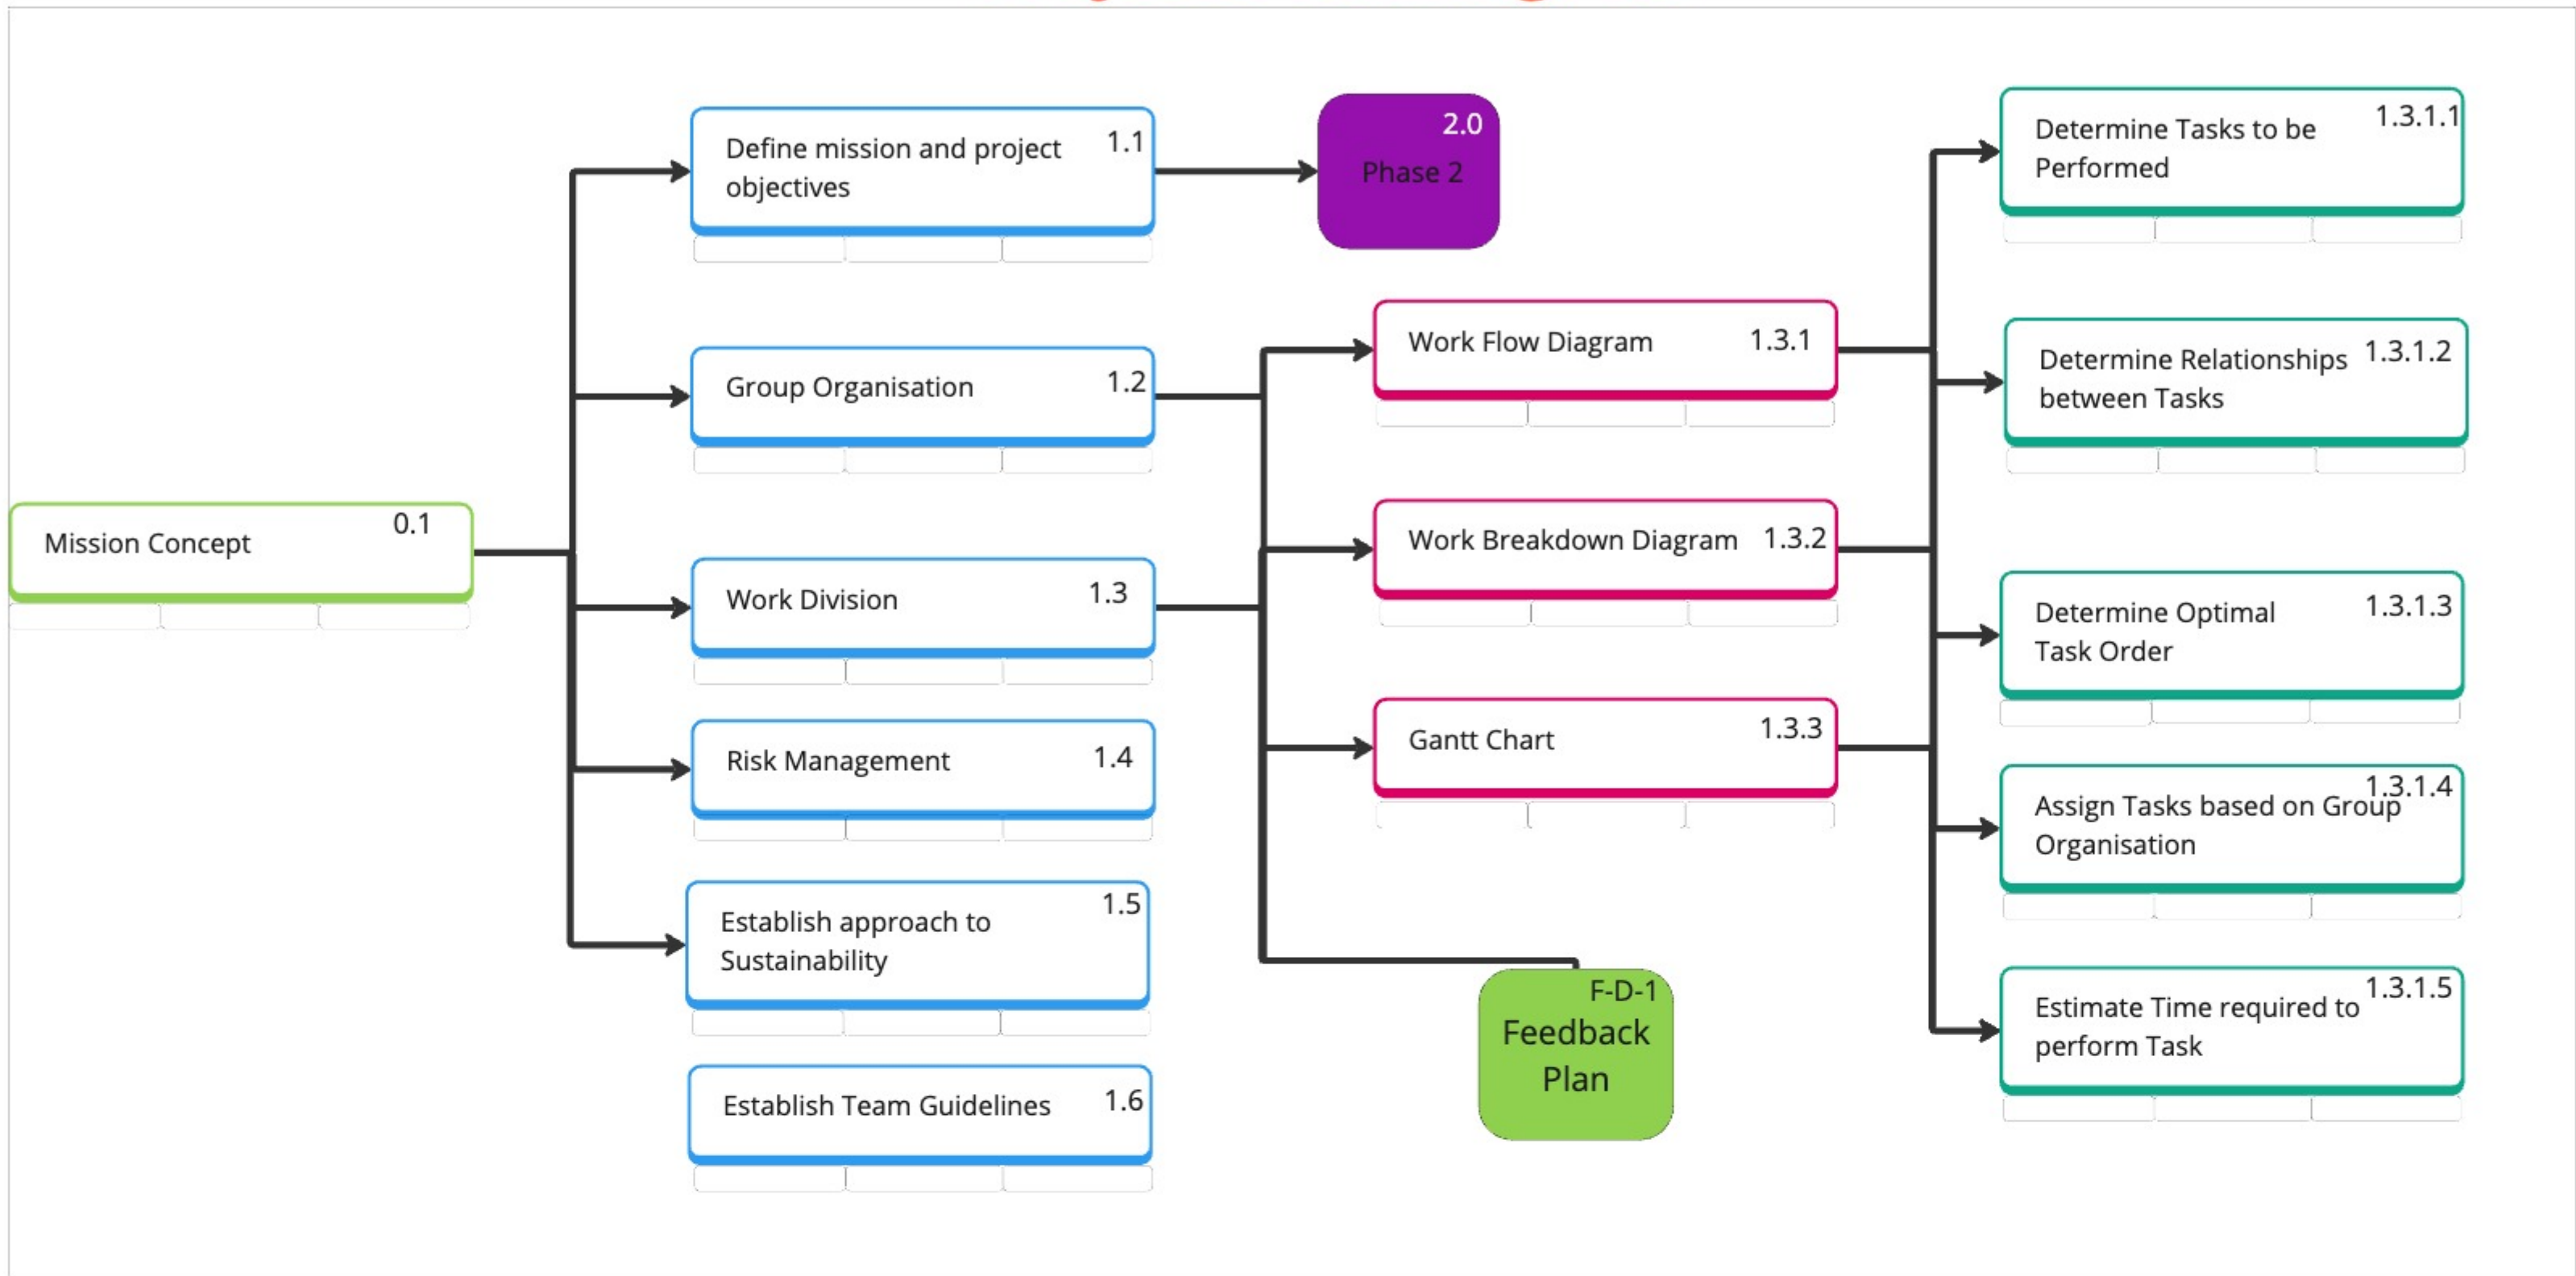 Mission Concept 0.1
Define mission and project 1.1
objectives
Group Organisation 1.2
Work Division 1.3
Risk Management 1.4
Establish approach to 1.5
Sustainability
Establish Team Guidelines 1.6
2.0
Phase 2
Work Flow Diagram 1.3.1
Work Breakdown Diagram 1.3.2
Gantt Chart 1.3.3
F-D-1
Feedback
Plan
Determine Tasks to be 1.3.1.1
Performed
Determine Relationships 1.3.1.2
between Tasks
Determine Optimal 1.3.1.3
Task Order
1.3.1.4
Assign Tasks based on Group
Organisation
Estimate Time required to 1.3.1.5
perform Task